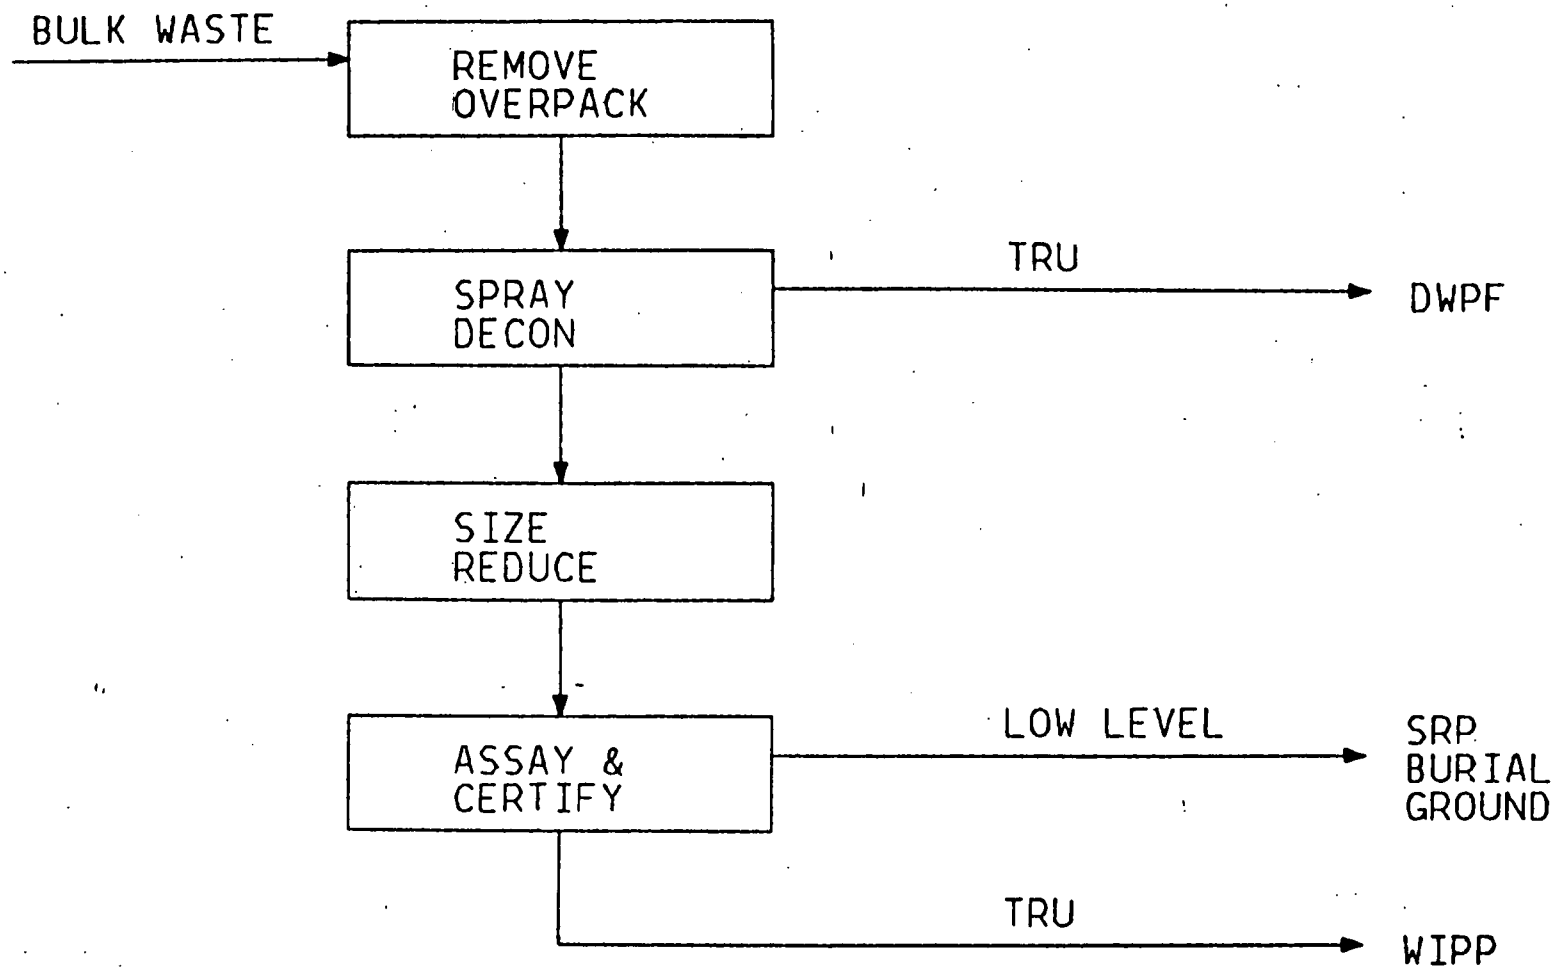 BULK WASTE
REMOVE
OVERPACK
SPRAY
DECON
TRU
DWPF
SIZE
REDUCE
ASSAY &
CERTIFY
LOW LEVEL
SRP
BURIAL
GROUND
TRU
WIPP